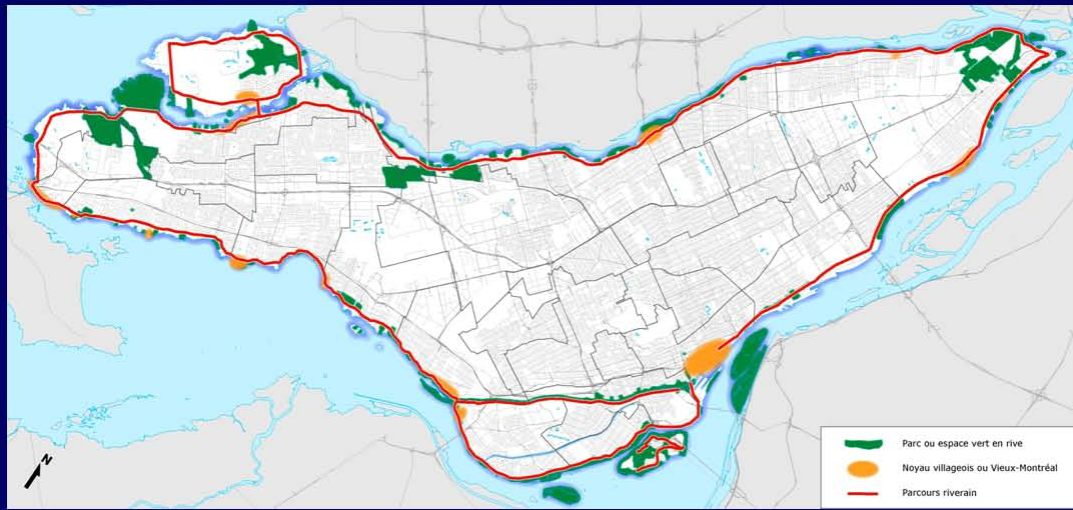 Parc ou espace vert en rive
Noyau villageois ou Vieux-Montréal
Parcours riverain
N